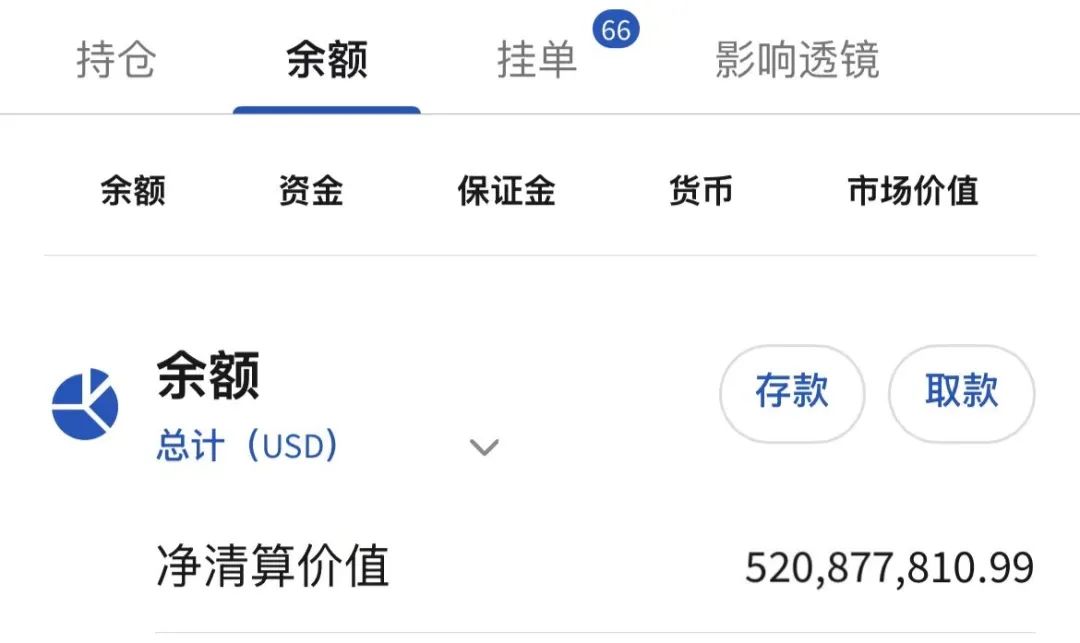 持仓 余额 挂单 66 影响透镜
余额 资金 保证金 货币 市场价值
余额
总计（USD） 存款 取款
净清算价值 520,877,810.99